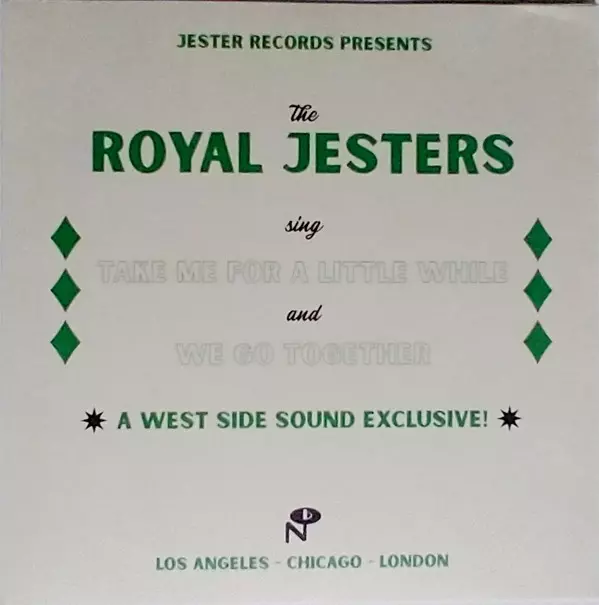 JESTER RECORDS PRESENTS
the
ROYAL JESTERS
sing
TAKE ME FOR A LITTLE WHILE
and
WE GO TOGETHER
A WEST SIDE SOUND EXCLUSIVE!
N
LOS ANGELES - CHICAGO - LONDON